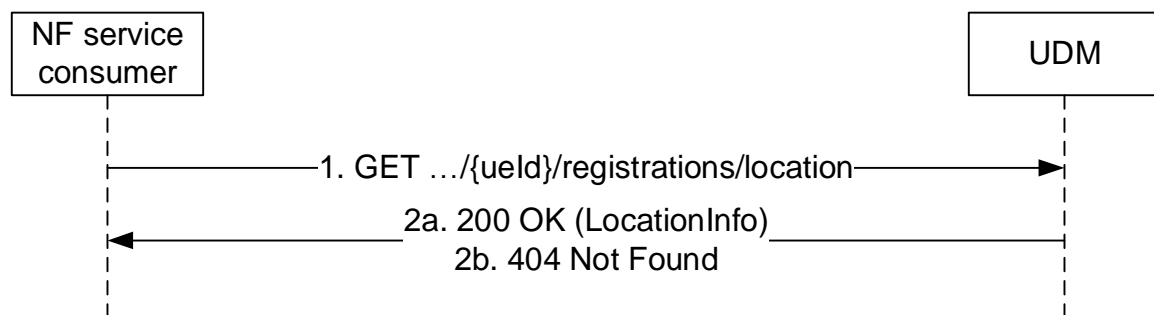 NF service
consumer
UDM
1. GET …/{ueId}/registrations/location
2a. 200 OK (LocationInfo)
2b. 404 Not Found